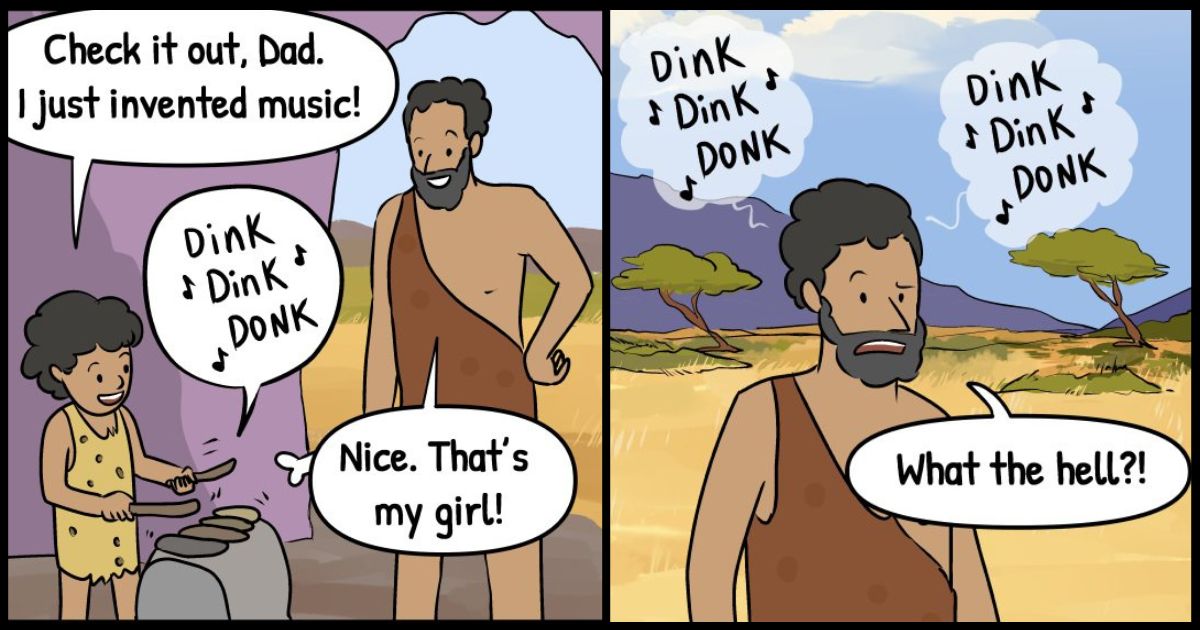 Check it out, Dad.
I just invented music!
Dink
Dink
DONK
Nice. That's
my girl!
Dink
Dink
DONK
Dink
Dink
DONK
What the hell?!